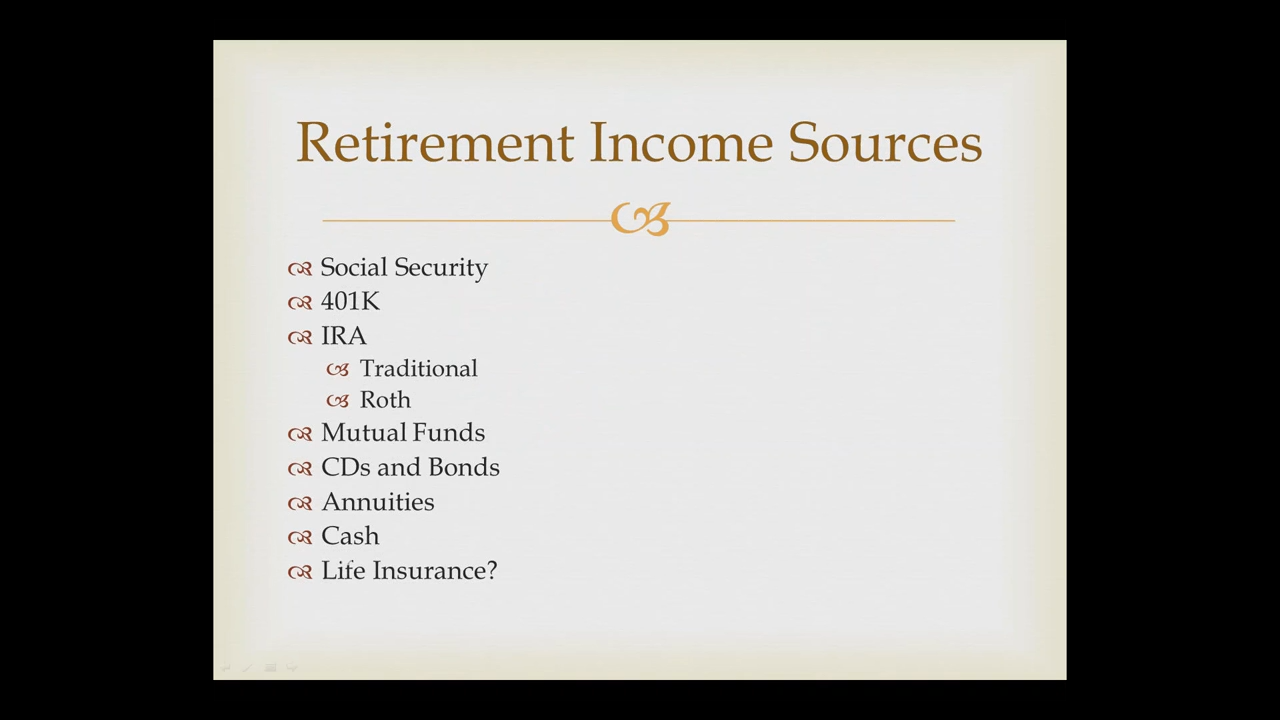 Retirement Income Sources
Social Security
401K
IRA
Traditional
Roth
Mutual Funds
CDs and Bonds
Annuities
Cash
Life Insurance?